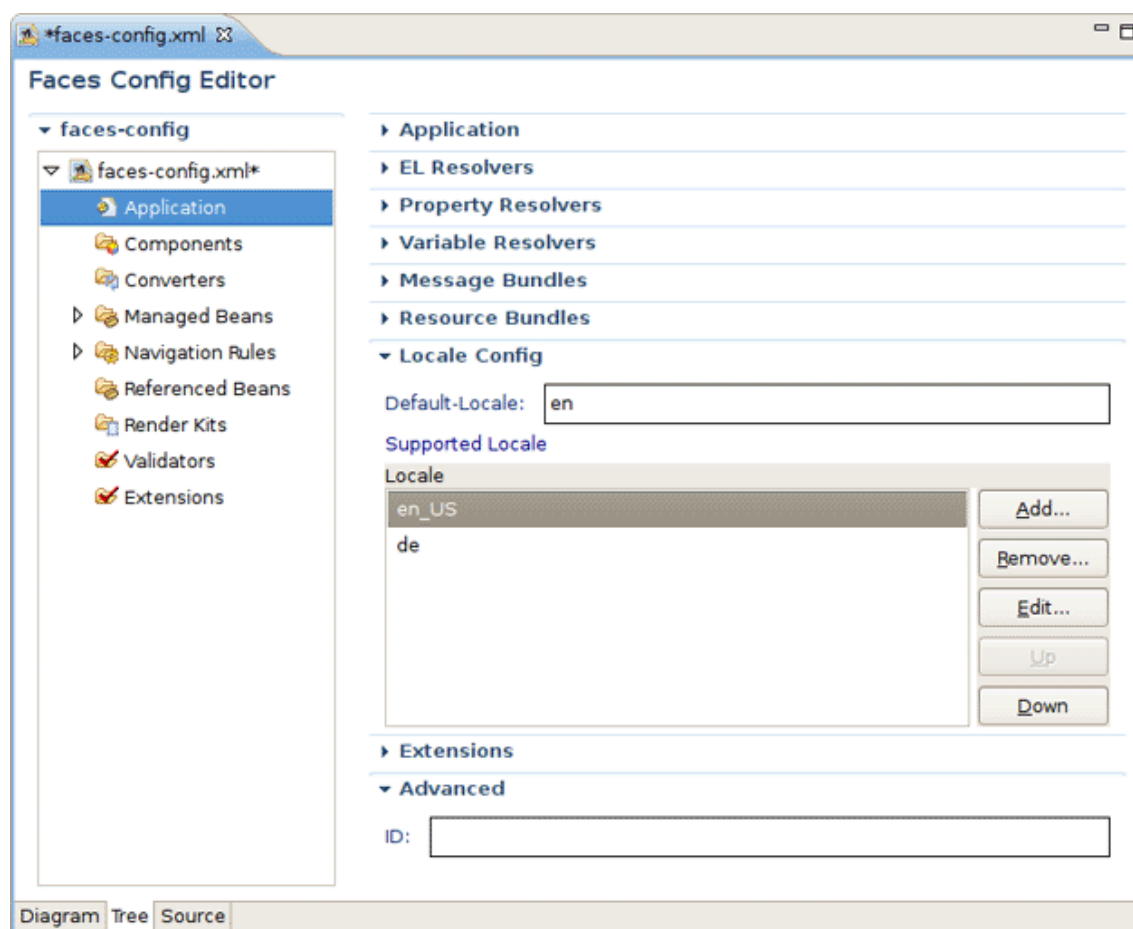 *faces-config.xml
Faces Config Editor
faces-config
faces-config.xml*
Application
Components
Converters
Managed Beans
Navigation Rules
Referenced Beans
Render Kits
Validators
Extensions
Application
EL Resolvers
Property Resolvers
Variable Resolvers
Message Bundles
Resource Bundles
Locale Config
Default-Locale: en
Supported Locale
Locale
en_US
de
Add...
Remove...
Edit...
Up
Down
Extensions
Advanced
ID:
Diagram Tree Source